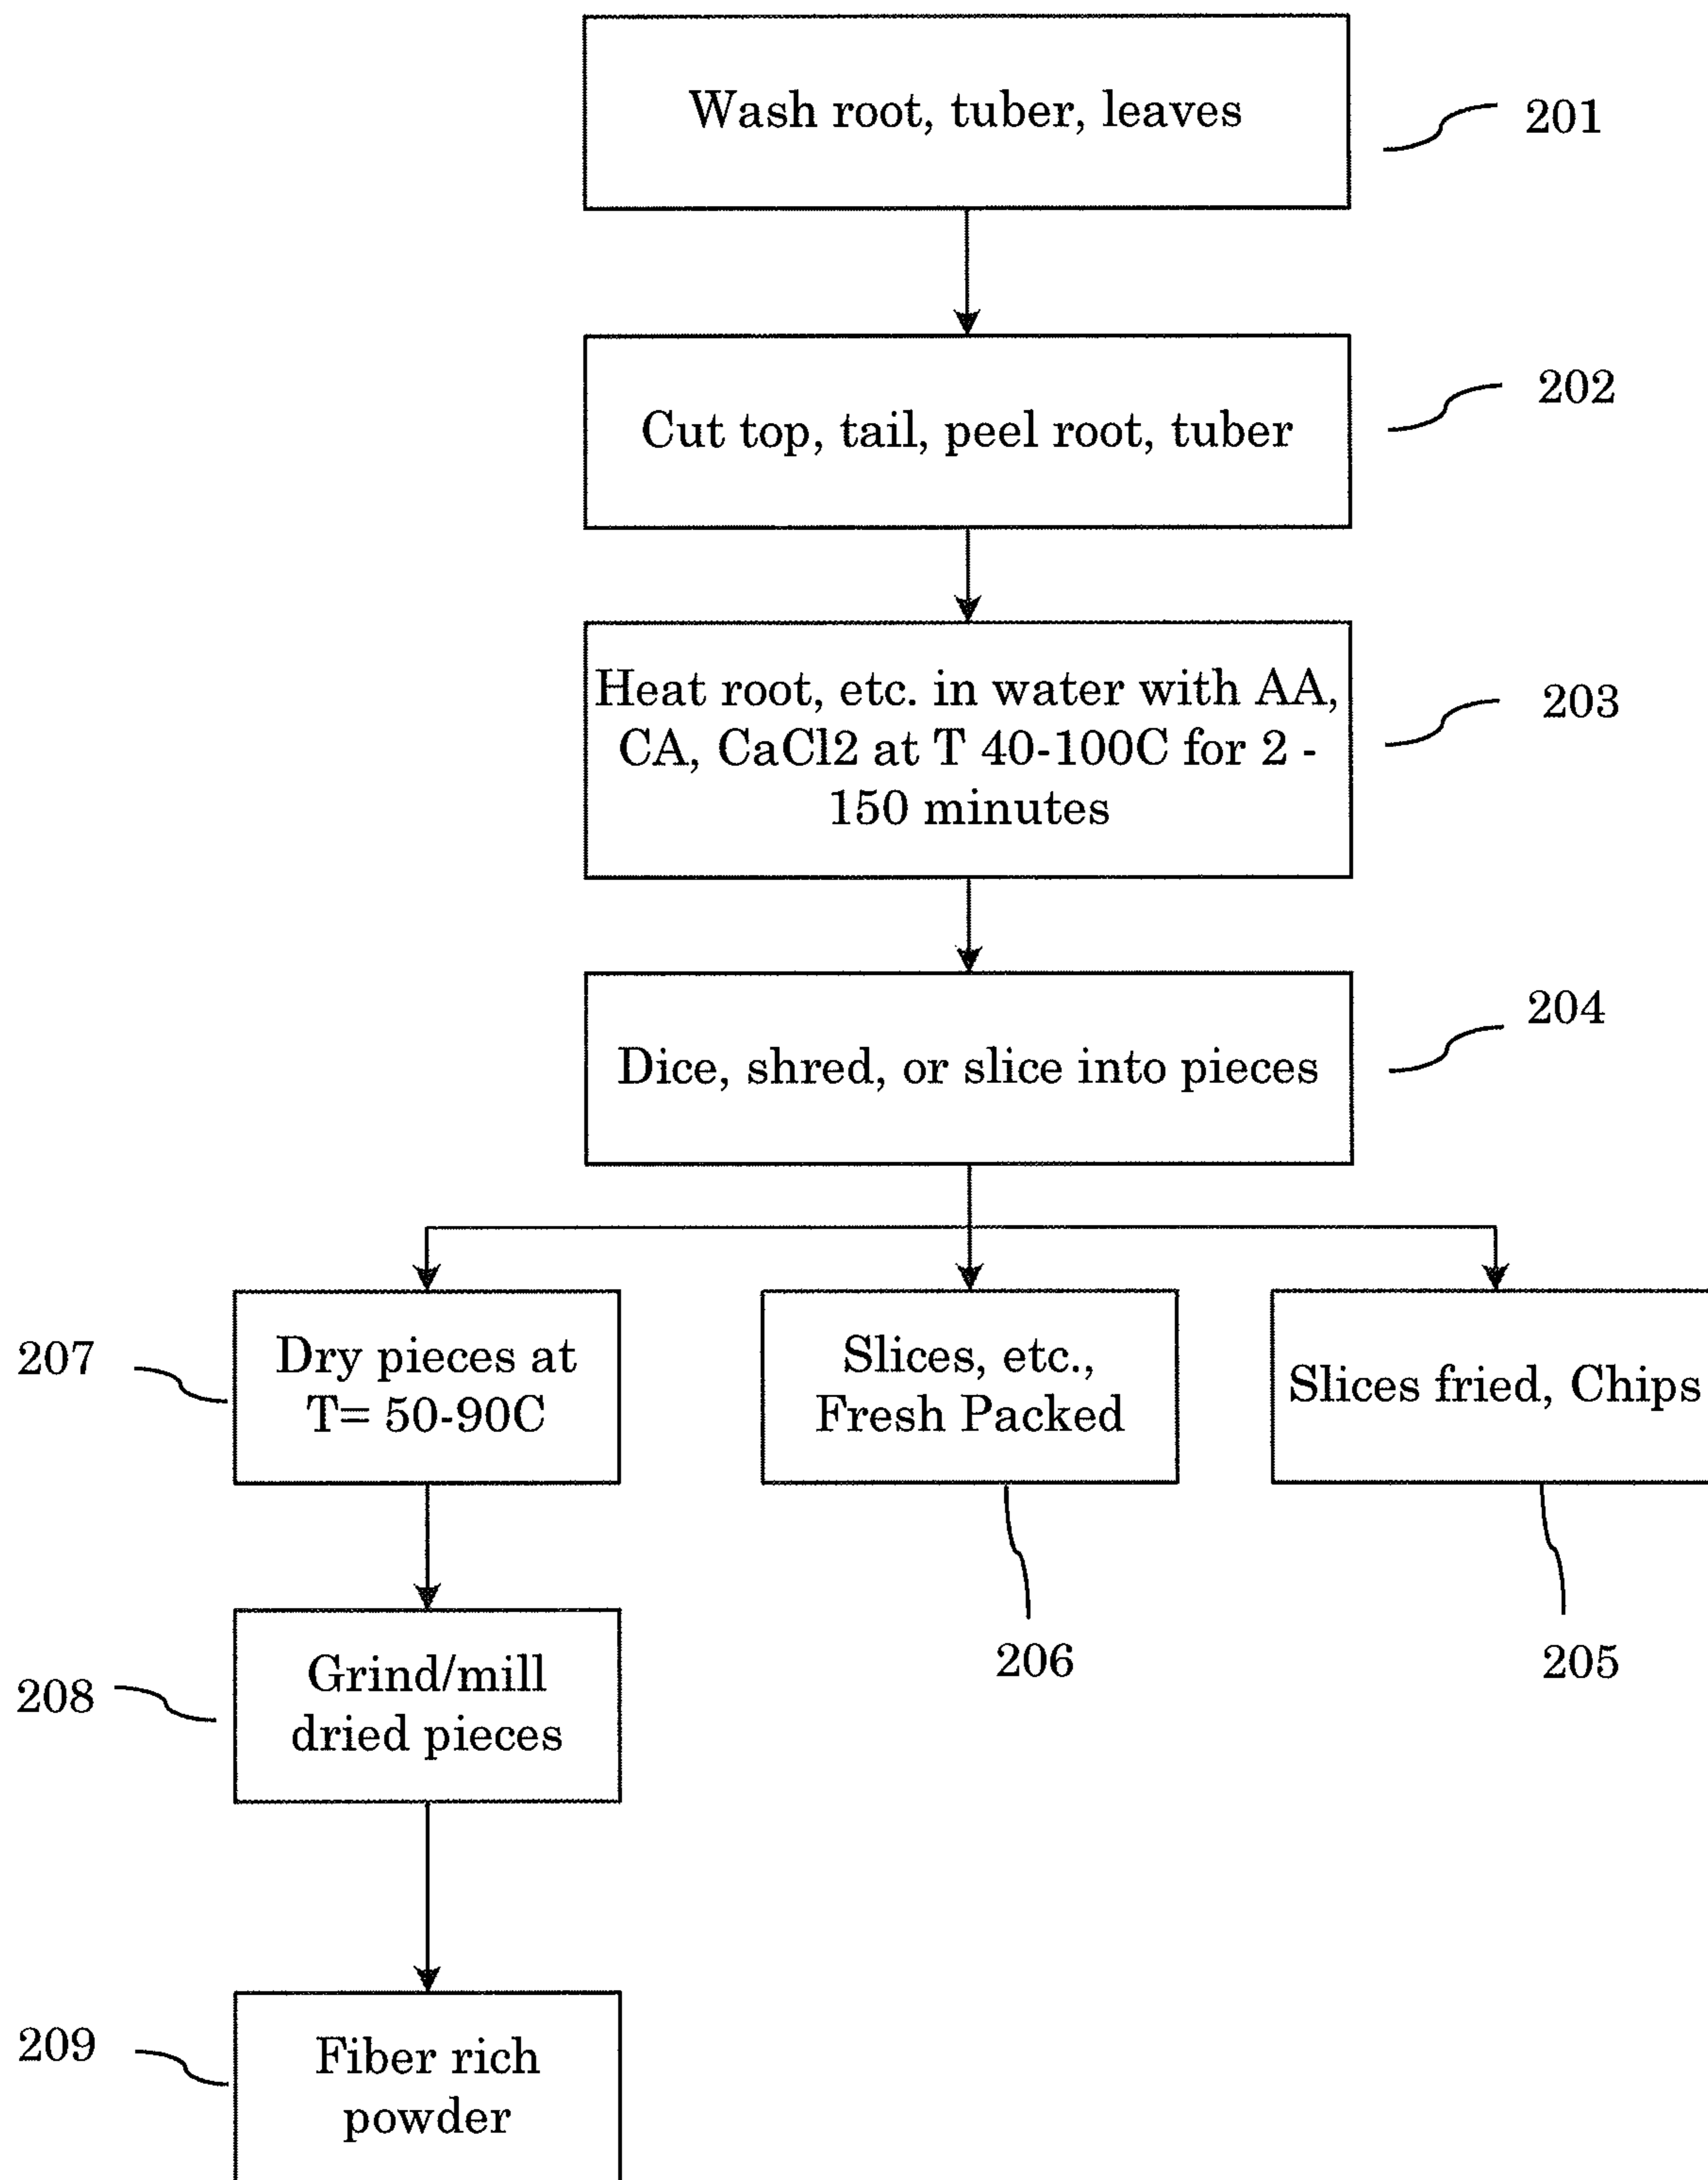 Wash root, tuber, leaves
201
Cut top, tail, peel root, tuber
202
Heat root, etc. in water with AA,
CA, CaCl2 at T 40-100C for 2 -
150 minutes
203
Dice, shred, or slice into pieces
204
207
Dry pieces at
T= 50-90C
Slices, etc.,
Fresh Packed
Slices fried, Chips
206
205
208
Grind/mill
dried pieces
209
Fiber rich
powder